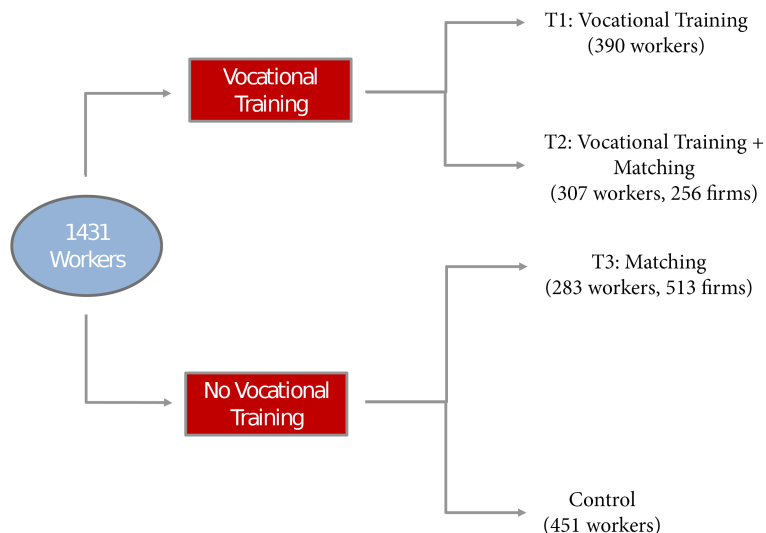 1431
Workers
Vocational
Training
No Vocational
Training
T1: Vocational Training
(390 workers)
T2: Vocational Training +
Matching
(307 workers, 256 firms)
T3: Matching
(283 workers, 513 firms)
Control
(451 workers)